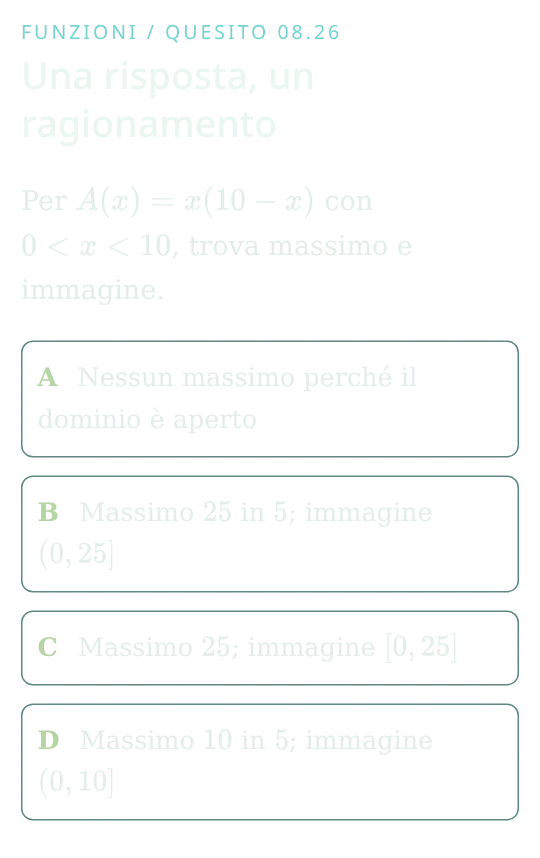 FUNZIONI / QUESITO 08.26
Una risposta, un
ragionamento
Per A(x) = x(10 − x) con
0 < x < 10, trova massimo e
immagine.
A Nessun massimo perché il
dominio è aperto
B Massimo 25 in 5; immagine
(0, 25]
C Massimo 25; immagine [0, 25]
D Massimo 10 in 5; immagine
(0, 10]